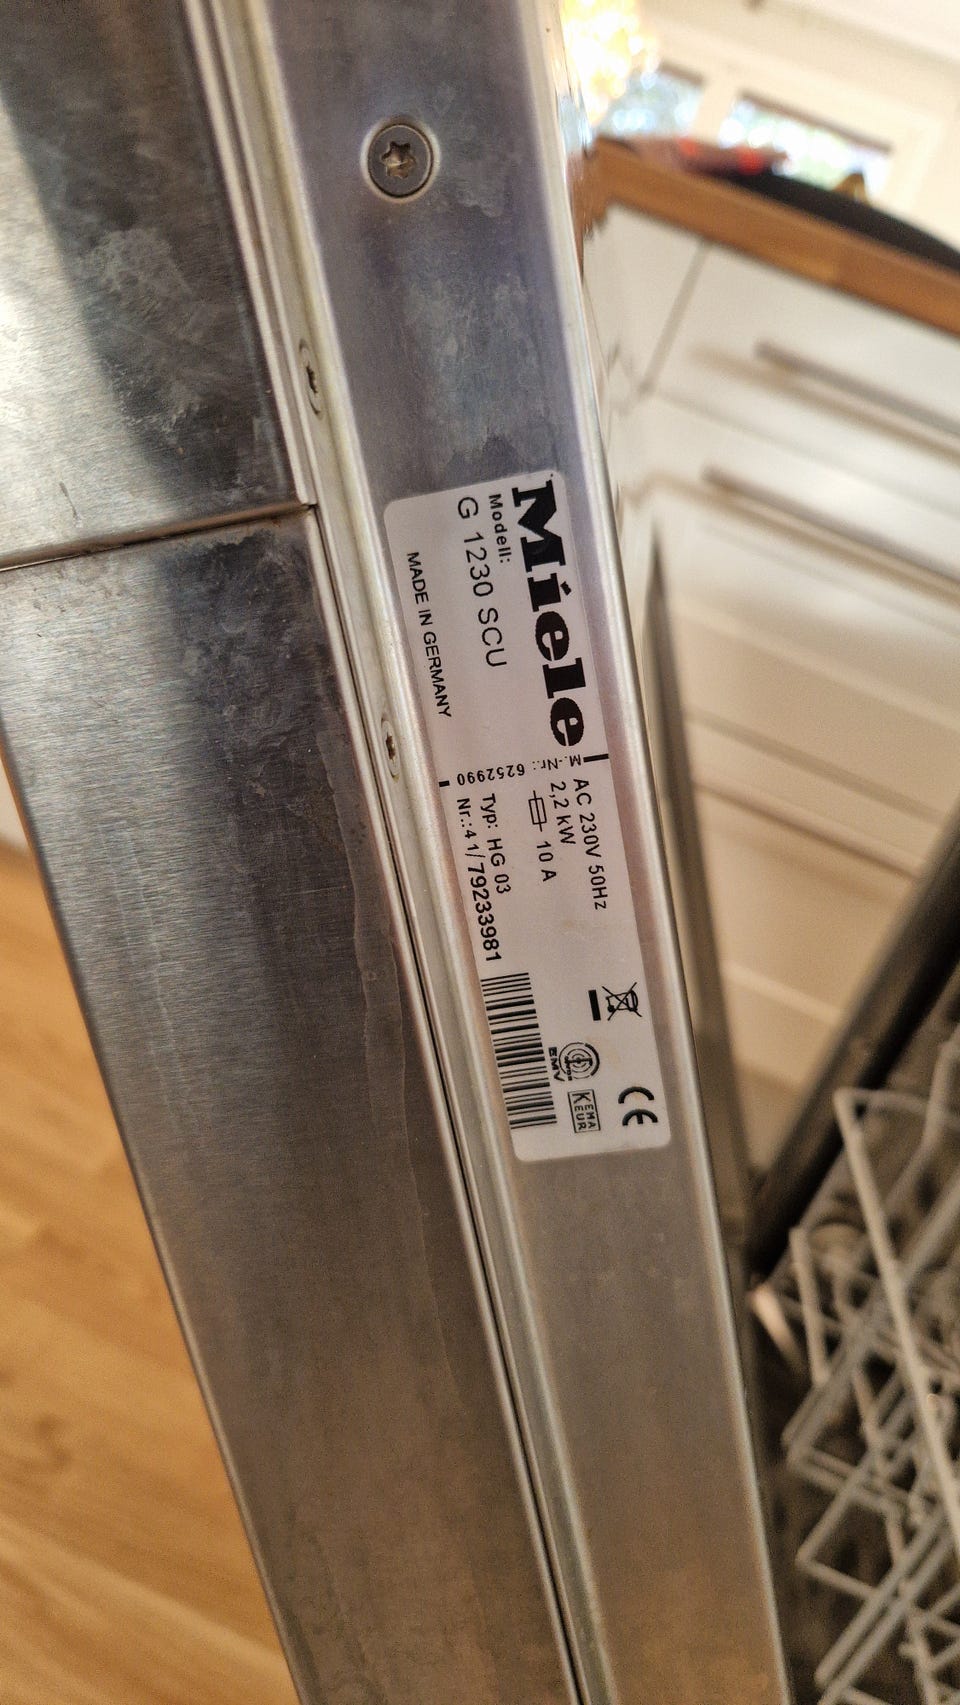 Miele
Modell:
G 1230 SCU
MADE IN GERMANY
M.-Nr.: 6252990
AC 230V 50Hz
2,2 kW
10 A
Typ: HG 03
Nr.:41/79233981
EMV
KEMA
KEUR
CE